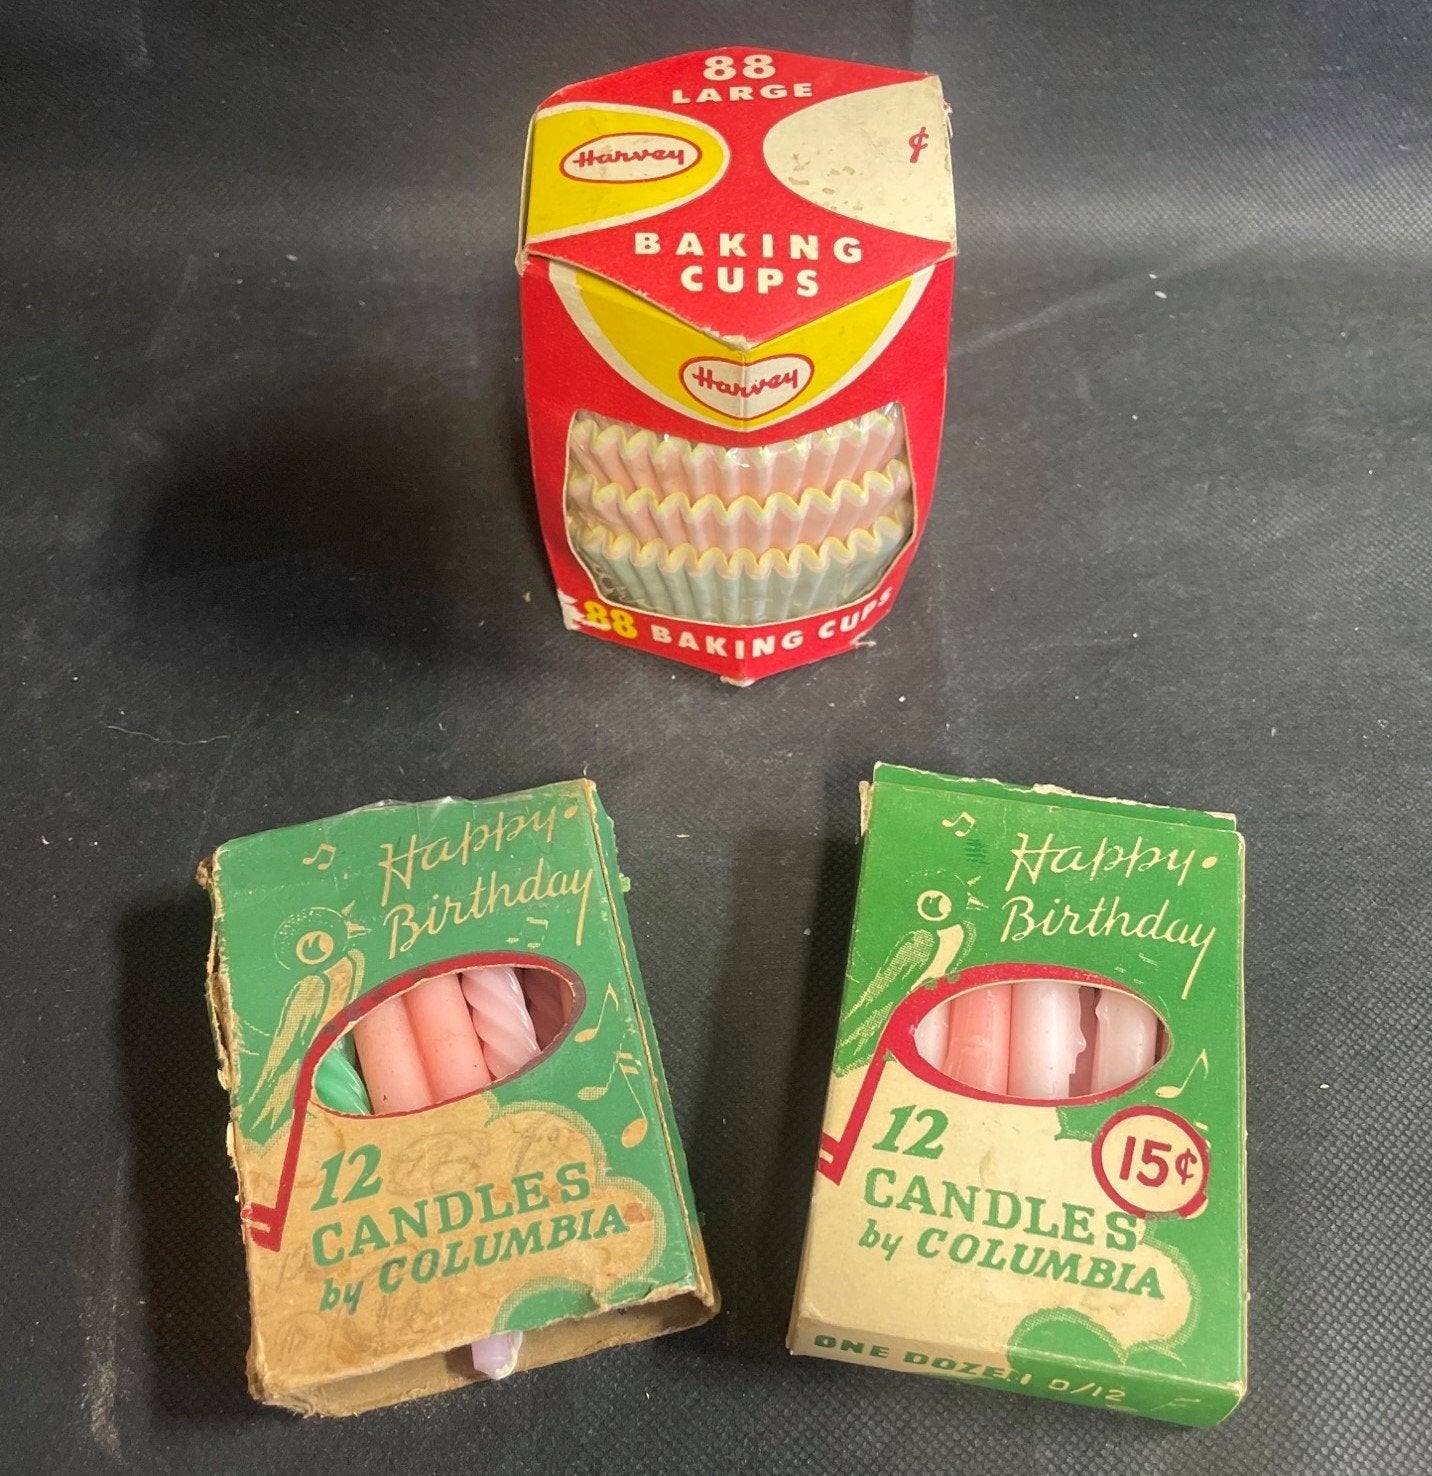 88
LARGE
Harvey
¢
BAKING
CUPS
Harvey
88 BAKING CUPS
Happy
Birthday
12
CANDLES
by COLUMBIA
Happy
Birthday
12
15¢
CANDLES
by COLUMBIA
ONE DOZEN D/12